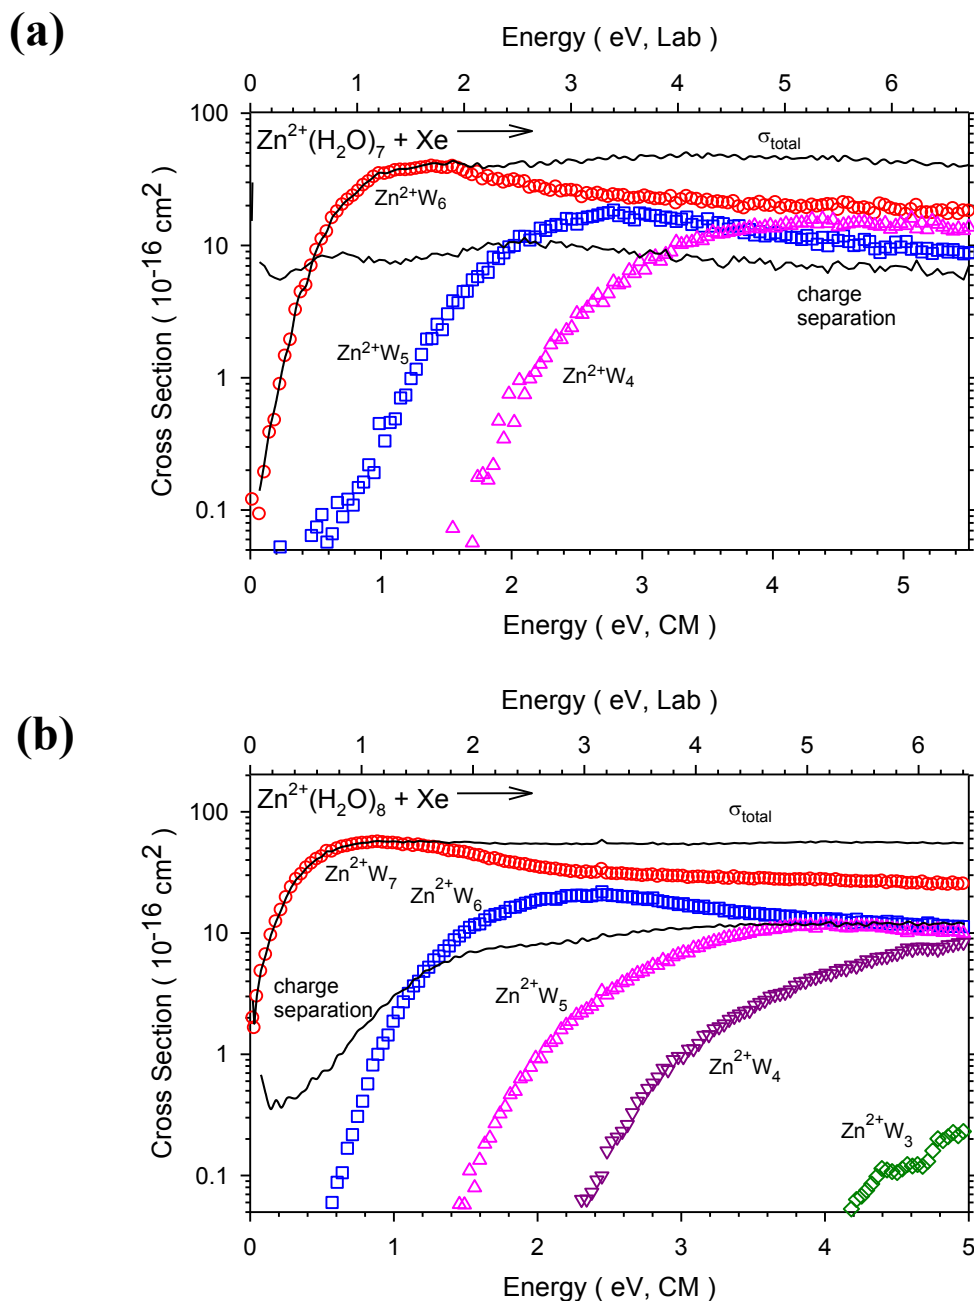 (a)
Energy ( eV, Lab )
0 1 2 3 4 5 6
Zn²⁺(H₂O)₇ + Xe
σtotal
Zn²⁺W₆
Zn²⁺W₅
Zn²⁺W₄
charge
separation
100
10
1
0.1
Cross Section ( 10⁻¹⁶ cm² )
0 1 2 3 4 5
Energy ( eV, CM )
(b)
Energy ( eV, Lab )
0 1 2 3 4 5 6
Zn²⁺(H₂O)₈ + Xe
σtotal
Zn²⁺W₇
Zn²⁺W₆
charge
separation
Zn²⁺W₅
Zn²⁺W₄
Zn²⁺W₃
100
10
1
0.1
Cross Section ( 10⁻¹⁶ cm² )
0 1 2 3 4 5
Energy ( eV, CM )